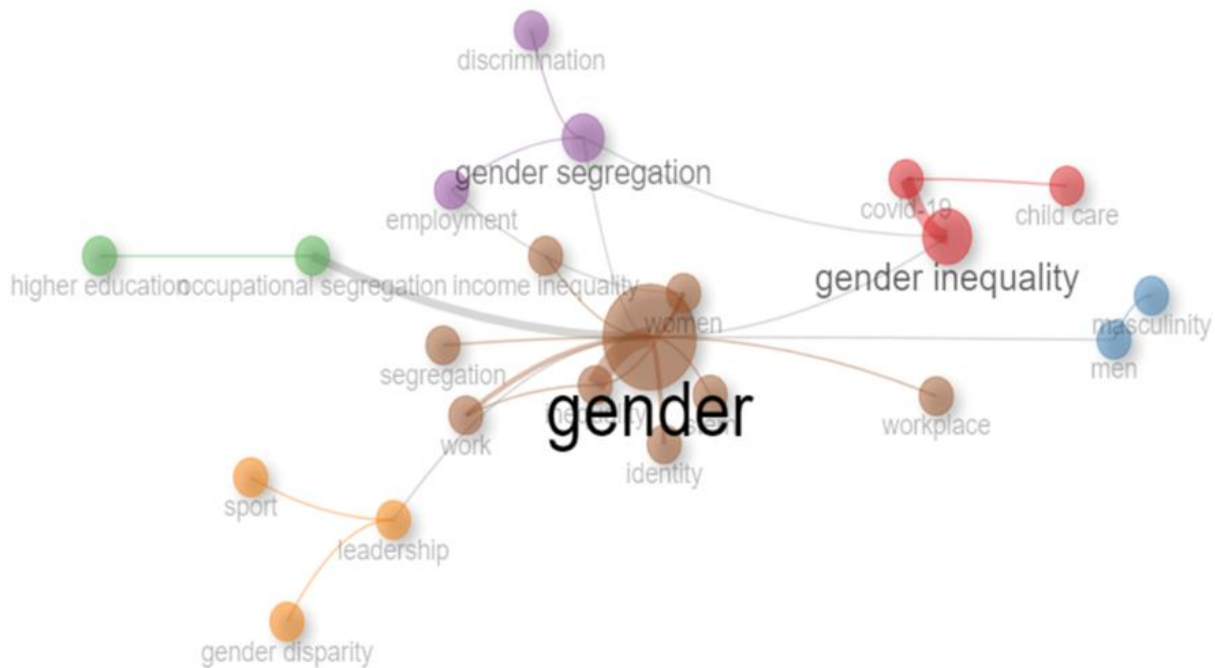 discrimination
gender segregation
covid-19
child care
employment
gender inequality
higher education
occupational segregation
income inequality
women
masculinity
men
segregation
inequality
gender
workplace
work
identity
sport
leadership
gender disparity